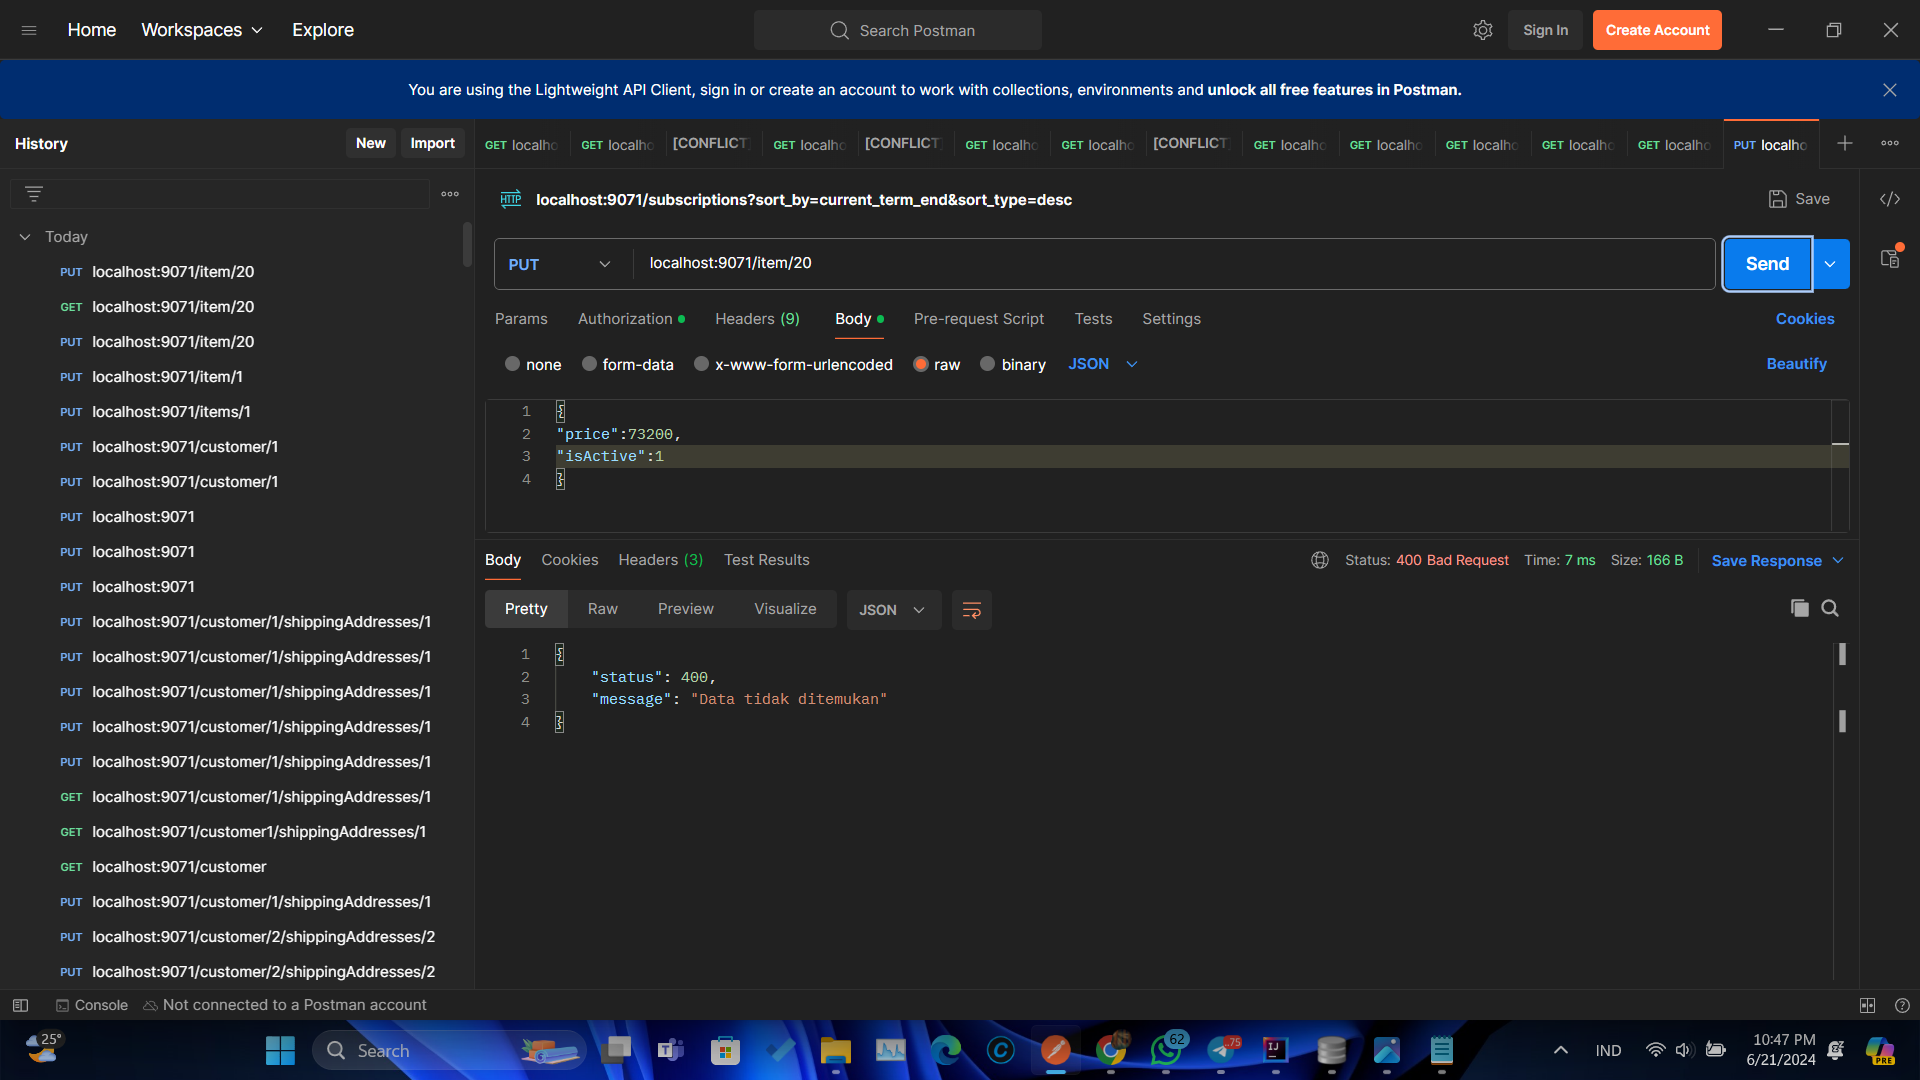 Home
Workspaces
Explore
Search Postman
Sign In
Create Account
You are using the Lightweight API Client, sign in or create an account to work with collections, environments and unlock all free features in Postman.
History
New
Import
GET localho
GET localho
[CONFLICT]
GET localho
[CONFLICT]
GET localho
GET localho
[CONFLICT]
GET localho
GET localho
GET localho
GET localho
GET localho
PUT localho
Today
PUT localhost:9071/item/20
GET localhost:9071/item/20
PUT localhost:9071/item/20
PUT localhost:9071/item/1
PUT localhost:9071/items/1
PUT localhost:9071/customer/1
PUT localhost:9071/customer/1
PUT localhost:9071
PUT localhost:9071
PUT localhost:9071
PUT localhost:9071/customer/1/shippingAddresses/1
PUT localhost:9071/customer/1/shippingAddresses/1
PUT localhost:9071/customer/1/shippingAddresses/1
PUT localhost:9071/customer/1/shippingAddresses/1
PUT localhost:9071/customer/1/shippingAddresses/1
GET localhost:9071/customer/1/shippingAddresses/1
GET localhost:9071/customer1/shippingAddresses/1
GET localhost:9071/customer
PUT localhost:9071/customer/1/shippingAddresses/1
PUT localhost:9071/customer/2/shippingAddresses/2
PUT localhost:9071/customer/2/shippingAddresses/2
HTTP localhost:9071/subscriptions?sort_by=current_term_end&sort_type=desc
Save
PUT
localhost:9071/item/20
Send
Params
Authorization
Headers (9)
Body
Pre-request Script
Tests
Settings
Cookies
none
form-data
x-www-form-urlencoded
raw
binary
JSON
Beautify
1 {
2 "price":73200,
3 "isActive":1
4 }
Body
Cookies
Headers (3)
Test Results
Status: 400 Bad Request
Time: 7 ms
Size: 166 B
Save Response
Pretty
Raw
Preview
Visualize
JSON
1 {
2 "status": 400,
3 "message": "Data tidak ditemukan"
4 }
Console
Not connected to a Postman account
25°
Search
62
75
IND
10:47 PM
6/21/2024
PRE